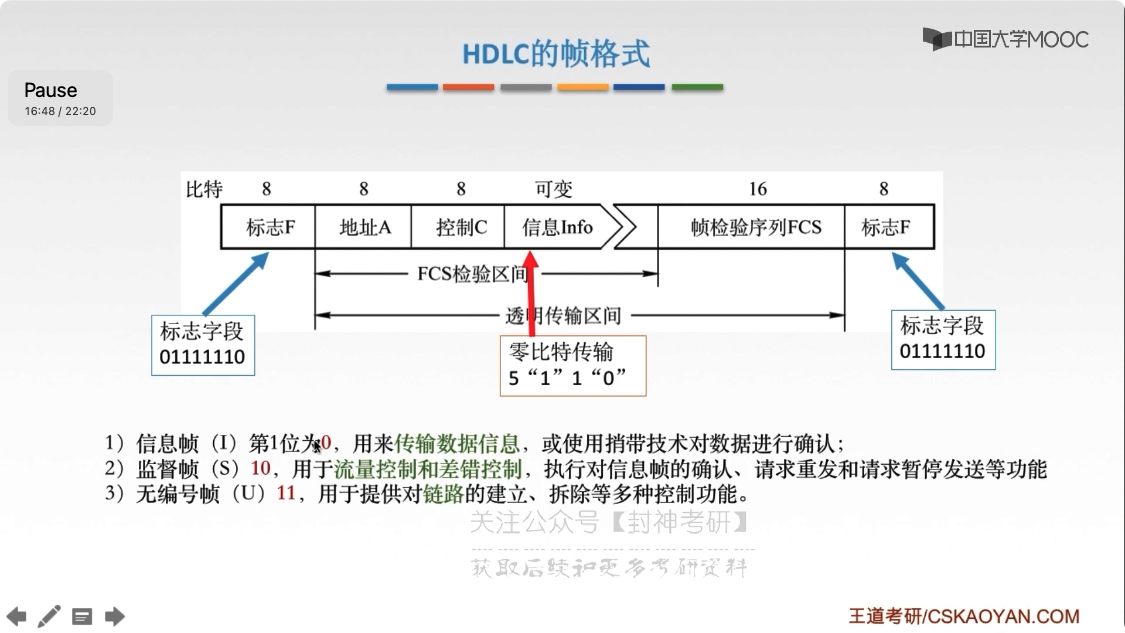 HDLC的帧格式
中国大学MOOC
Pause
16:48 / 22:20
比特 8 8 8 可变 16 8
标志F 地址A 控制C 信息Info 帧检验序列FCS 标志F
FCS检验区间
透明传输区间
标志字段
01111110
零比特传输
5“1”1“0”
标志字段
01111110
1）信息帧（I）第1位为0，用来传输数据信息，或使用捎带技术对数据进行确认；
2）监督帧（S）10，用于流量控制和差错控制，执行对信息帧的确认、请求重发和请求暂停发送等功能
3）无编号帧（U）11，用于提供对链路的建立、拆除等多种控制功能。
关注公众号【封神考研】
获取后续和更多考研资料
王道考研/CSKAOYAN.COM